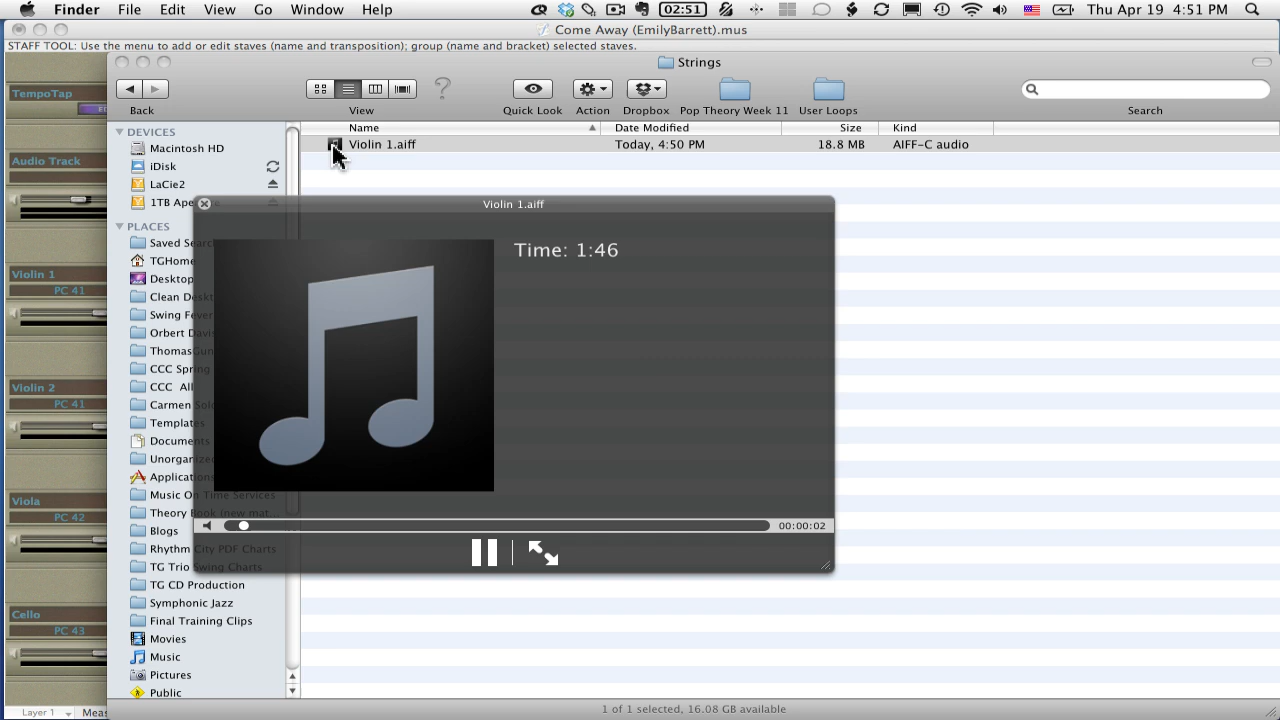 Finder File Edit View Go Window Help 02:51 Thu Apr 19 4:51 PM
Come Away (EmilyBarrett).mus
STAFF TOOL: Use the menu to add or edit staves (name and transposition); group (name and bracket) selected staves.
Strings
Back View Quick Look Action Dropbox Pop Theory Week 11 User Loops Search
Name Date Modified Size Kind
Violin 1.aiff Today, 4:50 PM 18.8 MB AIFF-C audio
TempoTap
Audio Track
Violin 1
PC 41
Violin 2
PC 41
Viola
PC 42
Cello
PC 43
Layer 1 Meas
DEVICES
Macintosh HD
iDisk
LaCie2
1TB Ape
PLACES
Saved Searc
TGHome
Desktop
Clean Deskt
Swing Fever
Orbert Davi
ThomasGun
CCC Spring
CCC All
Carmen Solo
Templates
Documents
Unorganize
Application
Music On Time Services
Theory Book (new mat...
Blogs
Rhythm City PDF Charts
TG Trio Swing Charts
TG CD Production
Symphonic Jazz
Final Training Clips
Movies
Music
Pictures
Public
Violin 1.aiff
Time: 1:46
00:00:02
1 of 1 selected, 16.08 GB available